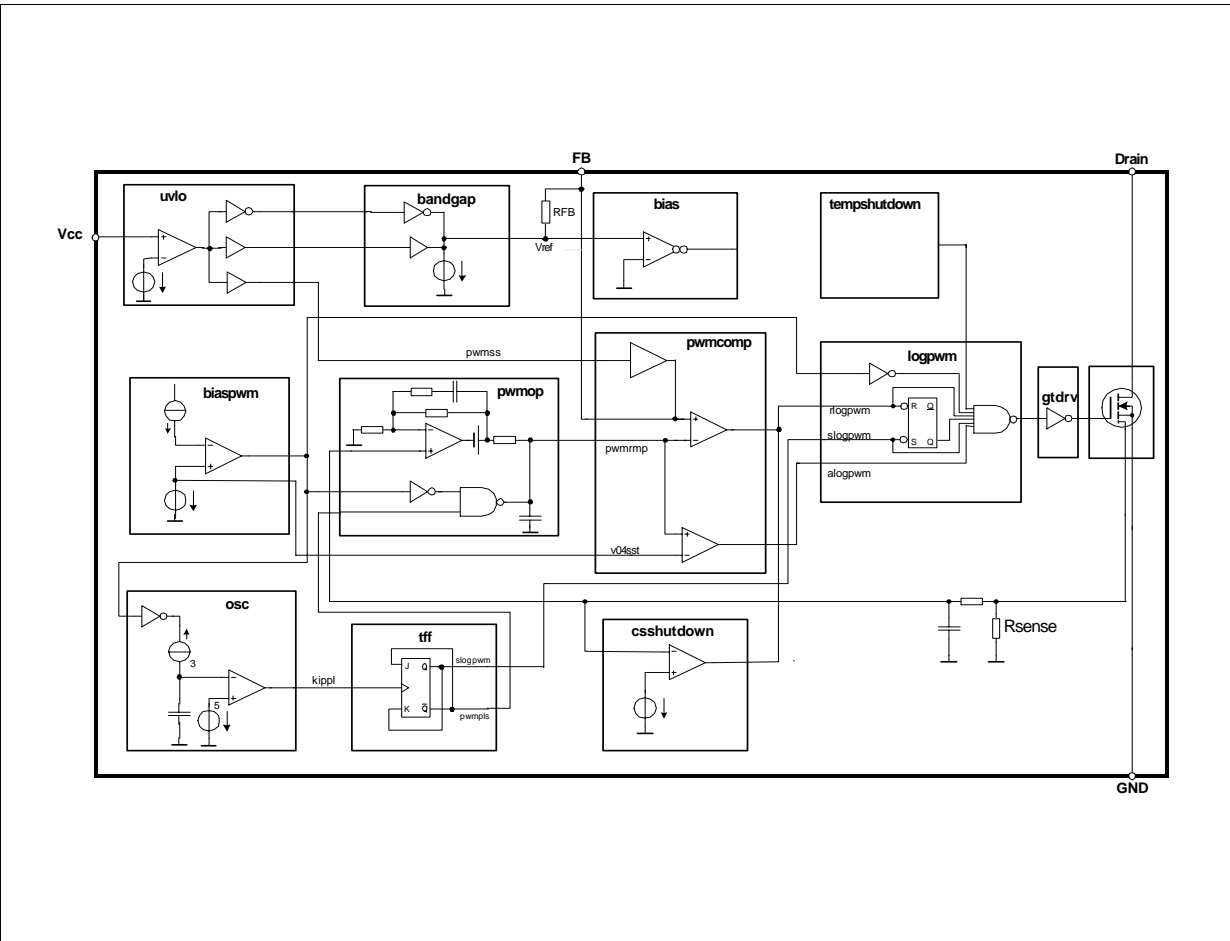 FB
Drain
uvlo
bandgap
bias
tempshutdown
RFB
Vcc
Vref
pwmss
pwmcomp
logpwm
biaspwm
pwmop
gtdrv
rlogpwm
R Q
slogpwm
S Q
pwmrmp
alogpwm
v04sst
osc
tff
csshutdown
Rsense
3
J Q
slogpwm
kippl
5
K Q
pwmpls
GND
+
−
+
−
−
+
+
+
−
+
−
−
+
−
+